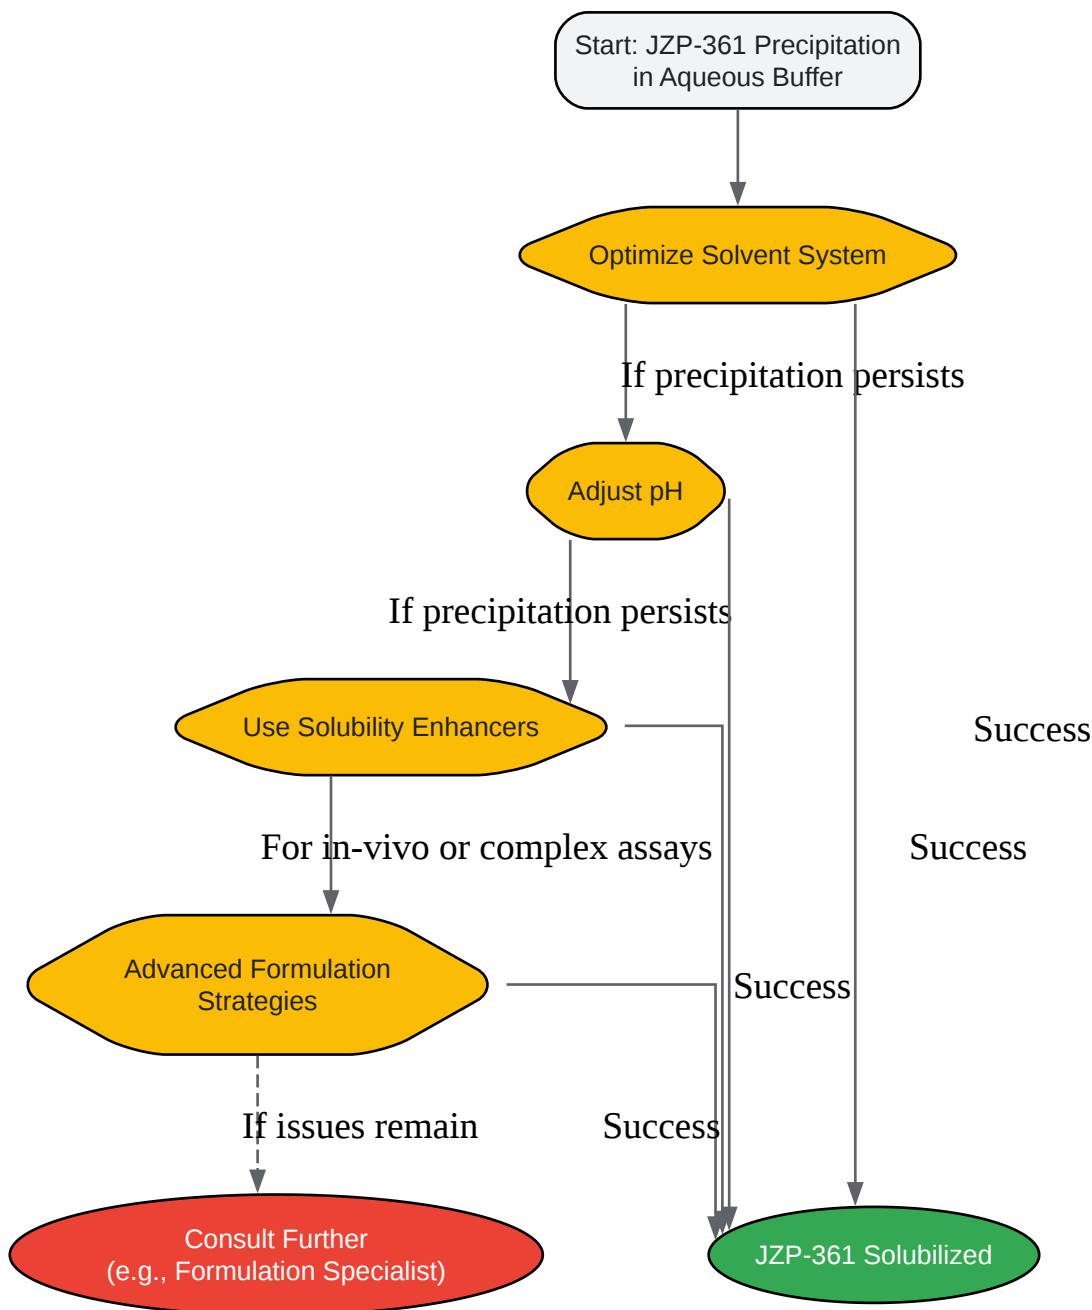 Start: JZP-361 Precipitation
in Aqueous Buffer
Optimize Solvent System
If precipitation persists
Adjust pH
If precipitation persists
Use Solubility Enhancers
Success
For in-vivo or complex assays
Success
Advanced Formulation
Strategies
Success
If issues remain
Success
Consult Further
(e.g., Formulation Specialist)
JZP-361 Solubilized